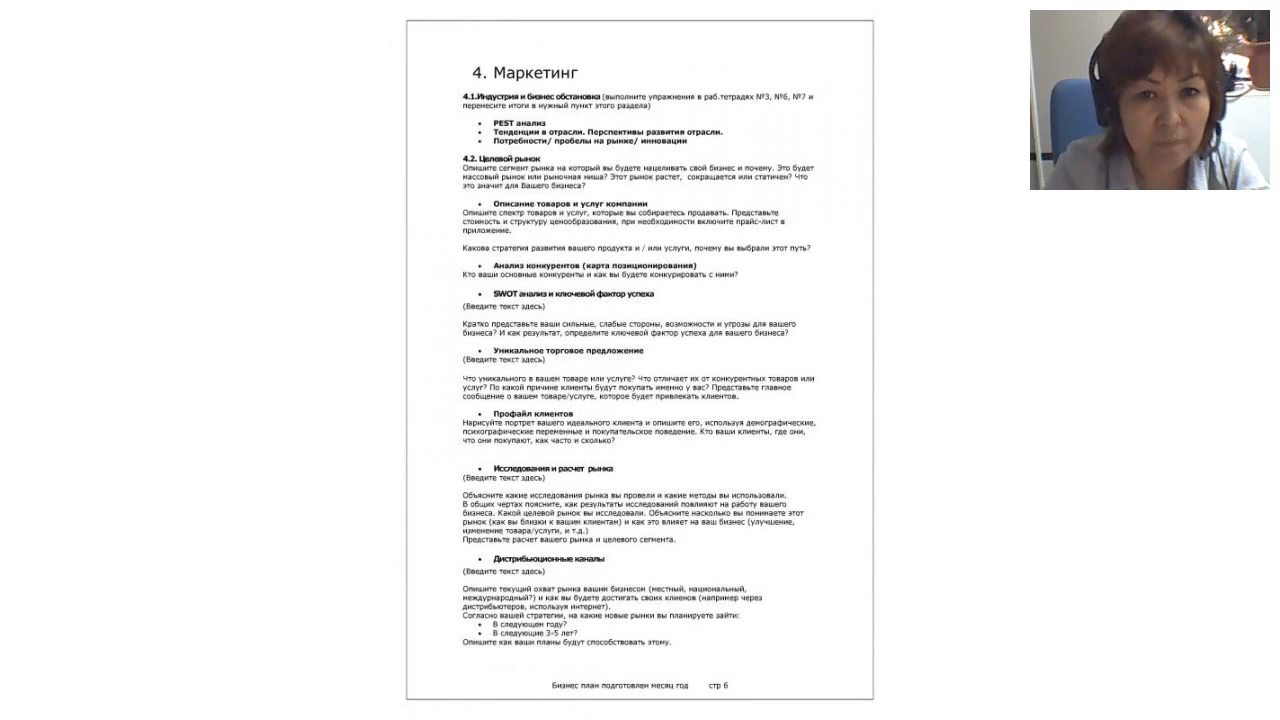 4. Маркетинг
4.1.Индустрия и бизнес обстановка (выполните упражнения в раб.тетрадях №3, №6, №7 и
перенесите итоги в нужный пункт этого раздела)
• PEST анализ
• Тенденции в отрасли. Перспективы развития отрасли.
• Потребности/ пробелы на рынке/ инновации
4.2. Целевой рынок
Опишите сегмент рынка на который вы будете нацеливать свой бизнес и почему. Это будет
массовый рынок или рыночная ниша? Этот рынок растет, сокращается или статичен? Что
это значит для Вашего бизнеса?
• Описание товаров и услуг компании
Опишите спектр товаров и услуг, которые вы собираетесь продавать. Представьте
стоимость и структуру ценообразования, при необходимости включите прайс-лист в
приложение.
Какова стратегия развития вашего продукта и / или услуги, почему вы выбрали этот путь?
• Анализ конкурентов (карта позиционирования)
Кто ваши основные конкуренты и как вы будете конкурировать с ними?
• SWOT анализ и ключевой фактор успеха
(Введите текст здесь)
Кратко представьте ваши сильные, слабые стороны, возможности и угрозы для вашего
бизнеса? И как результат, определите ключевой фактор успеха для вашего бизнеса?
• Уникальное торговое предложение
(Введите текст здесь)
Что уникального в вашем товаре или услуге? Что отличает их от конкурентных товаров или
услуг? По какой причине клиенты будут покупать именно у вас? Представьте главное
сообщение о вашем товаре/услуге, которое будет привлекать клиентов.
• Профайл клиентов
Нарисуйте портрет вашего идеального клиента и опишите его, используя демографические,
психографические переменные и покупательское поведение. Кто ваши клиенты, где они,
что они покупают, как часто и сколько?
• Исследования и расчет рынка
(Введите текст здесь)
Объясните какие исследования рынка вы провели и какие методы вы использовали.
В общих чертах поясните, как результаты исследований повлияют на работу вашего
бизнеса. Какой целевой рынок вы исследовали. Объясните насколько вы понимаете этот
рынок (как вы близки к вашим клиентам) и как это влияет на ваш бизнес (улучшение,
изменение товара/услуги, и т.д.)
Представьте расчет вашего рынка и целевого сегмента.
• Дистрибьюционные каналы
(Введите текст здесь)
Опишите текущий охват рынка вашим бизнесом (местный, национальный,
международный?) и как вы будете достигать своих клиенов (например через
дистрибьютеров, используя интернет).
Согласно вашей стратегии, на какие новые рынки вы планируете зайти:
• В следующем году?
• В следующие 3-5 лет?
Опишите как ваши планы будут способствовать этому.
Бизнес план подготовлен месяц год стр 6